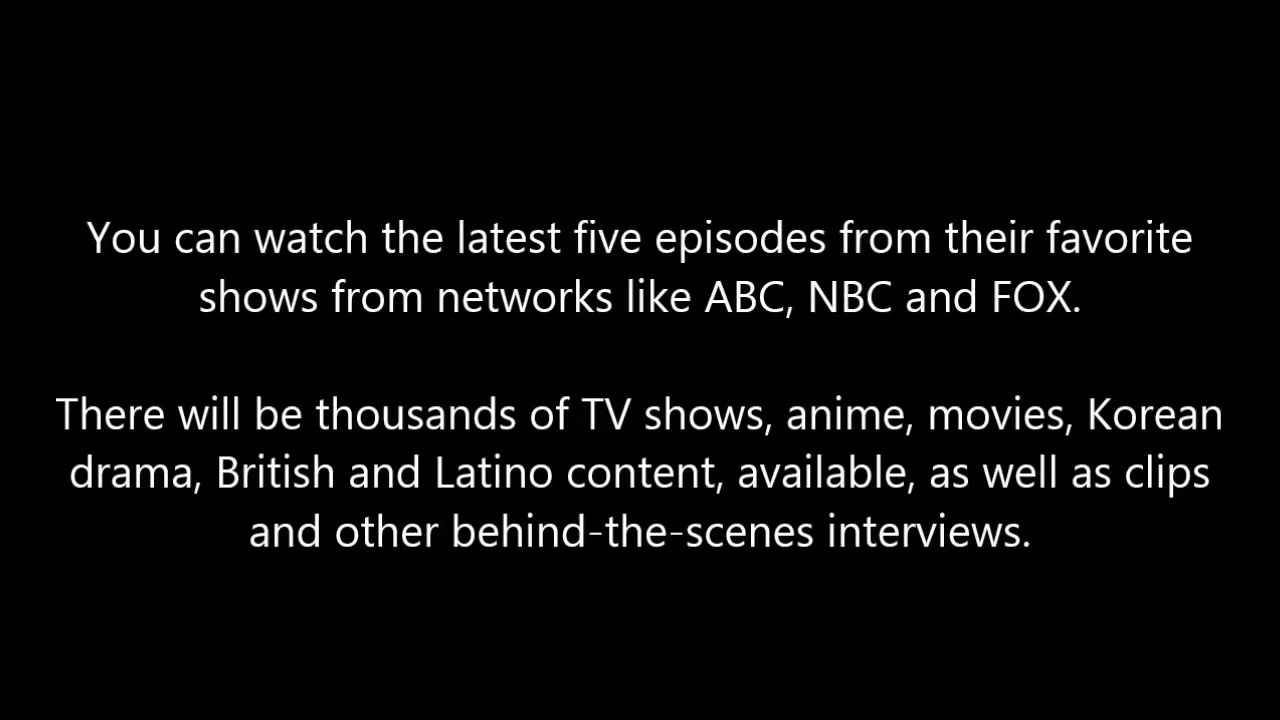 You can watch the latest five episodes from their favorite
shows from networks like ABC, NBC and FOX.
There will be thousands of TV shows, anime, movies, Korean
drama, British and Latino content, available, as well as clips
and other behind-the-scenes interviews.